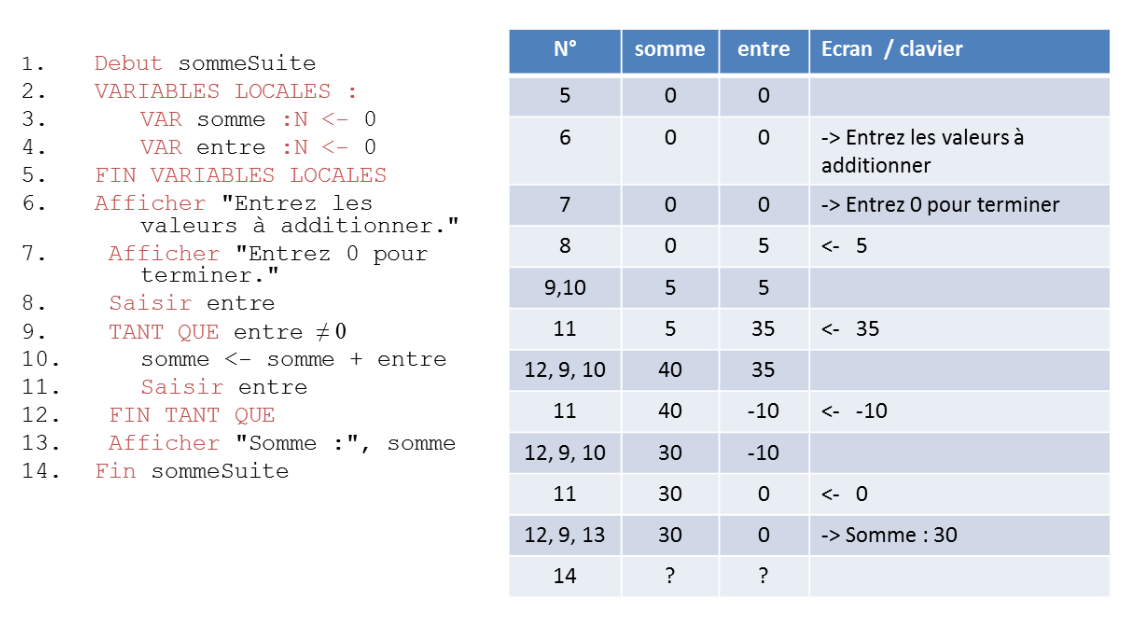 1. Debut sommeSuite
2. VARIABLES LOCALES :
3. VAR somme :N <- 0
4. VAR entre :N <- 0
5. FIN VARIABLES LOCALES
6. Afficher "Entrez les
valeurs à additionner."
7. Afficher "Entrez 0 pour
terminer."
8. Saisir entre
9. TANT QUE entre ≠ 0
10. somme <- somme + entre
11. Saisir entre
12. FIN TANT QUE
13. Afficher "Somme :", somme
14. Fin sommeSuite
N° somme entre Ecran / clavier
5 0 0
6 0 0 -> Entrez les valeurs à
additionner
7 0 0 -> Entrez 0 pour terminer
8 0 5 <- 5
9,10 5 5
11 5 35 <- 35
12, 9, 10 40 35
11 40 -10 <- -10
12, 9, 10 30 -10
11 30 0 <- 0
12, 9, 13 30 0 -> Somme : 30
14 ? ?